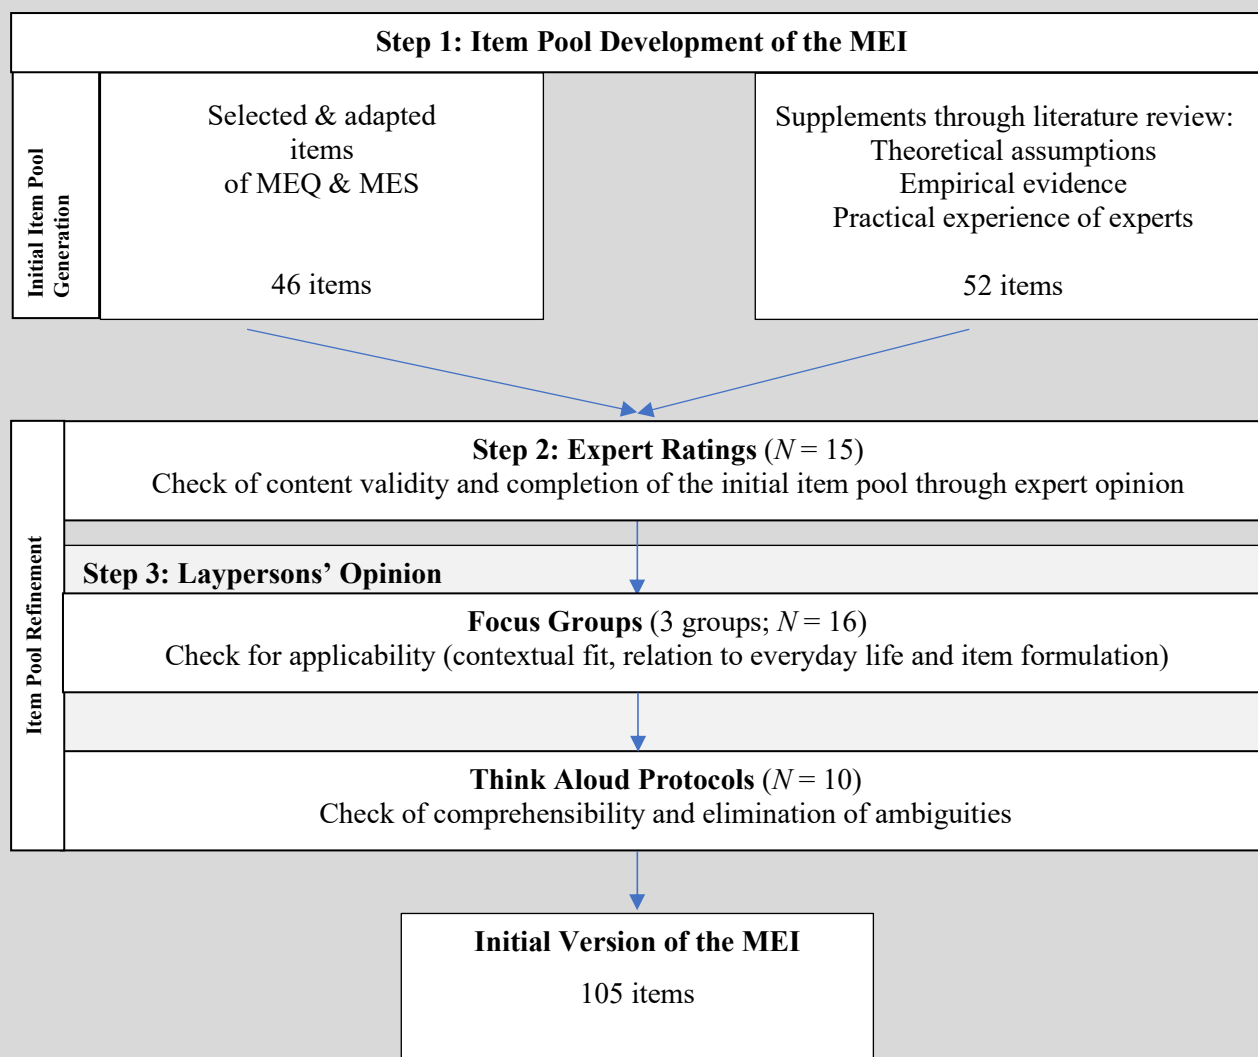 Step 1: Item Pool Development of the MEI
Initial Item Pool
Generation
Selected & adapted
items
of MEQ & MES
46 items
Supplements through literature review:
Theoretical assumptions
Empirical evidence
Practical experience of experts
52 items
Item Pool Refinement
Step 2: Expert Ratings (N = 15)
Check of content validity and completion of the initial item pool through expert opinion
Step 3: Laypersons’ Opinion
Focus Groups (3 groups; N = 16)
Check for applicability (contextual fit, relation to everyday life and item formulation)
Think Aloud Protocols (N = 10)
Check of comprehensibility and elimination of ambiguities
Initial Version of the MEI
105 items